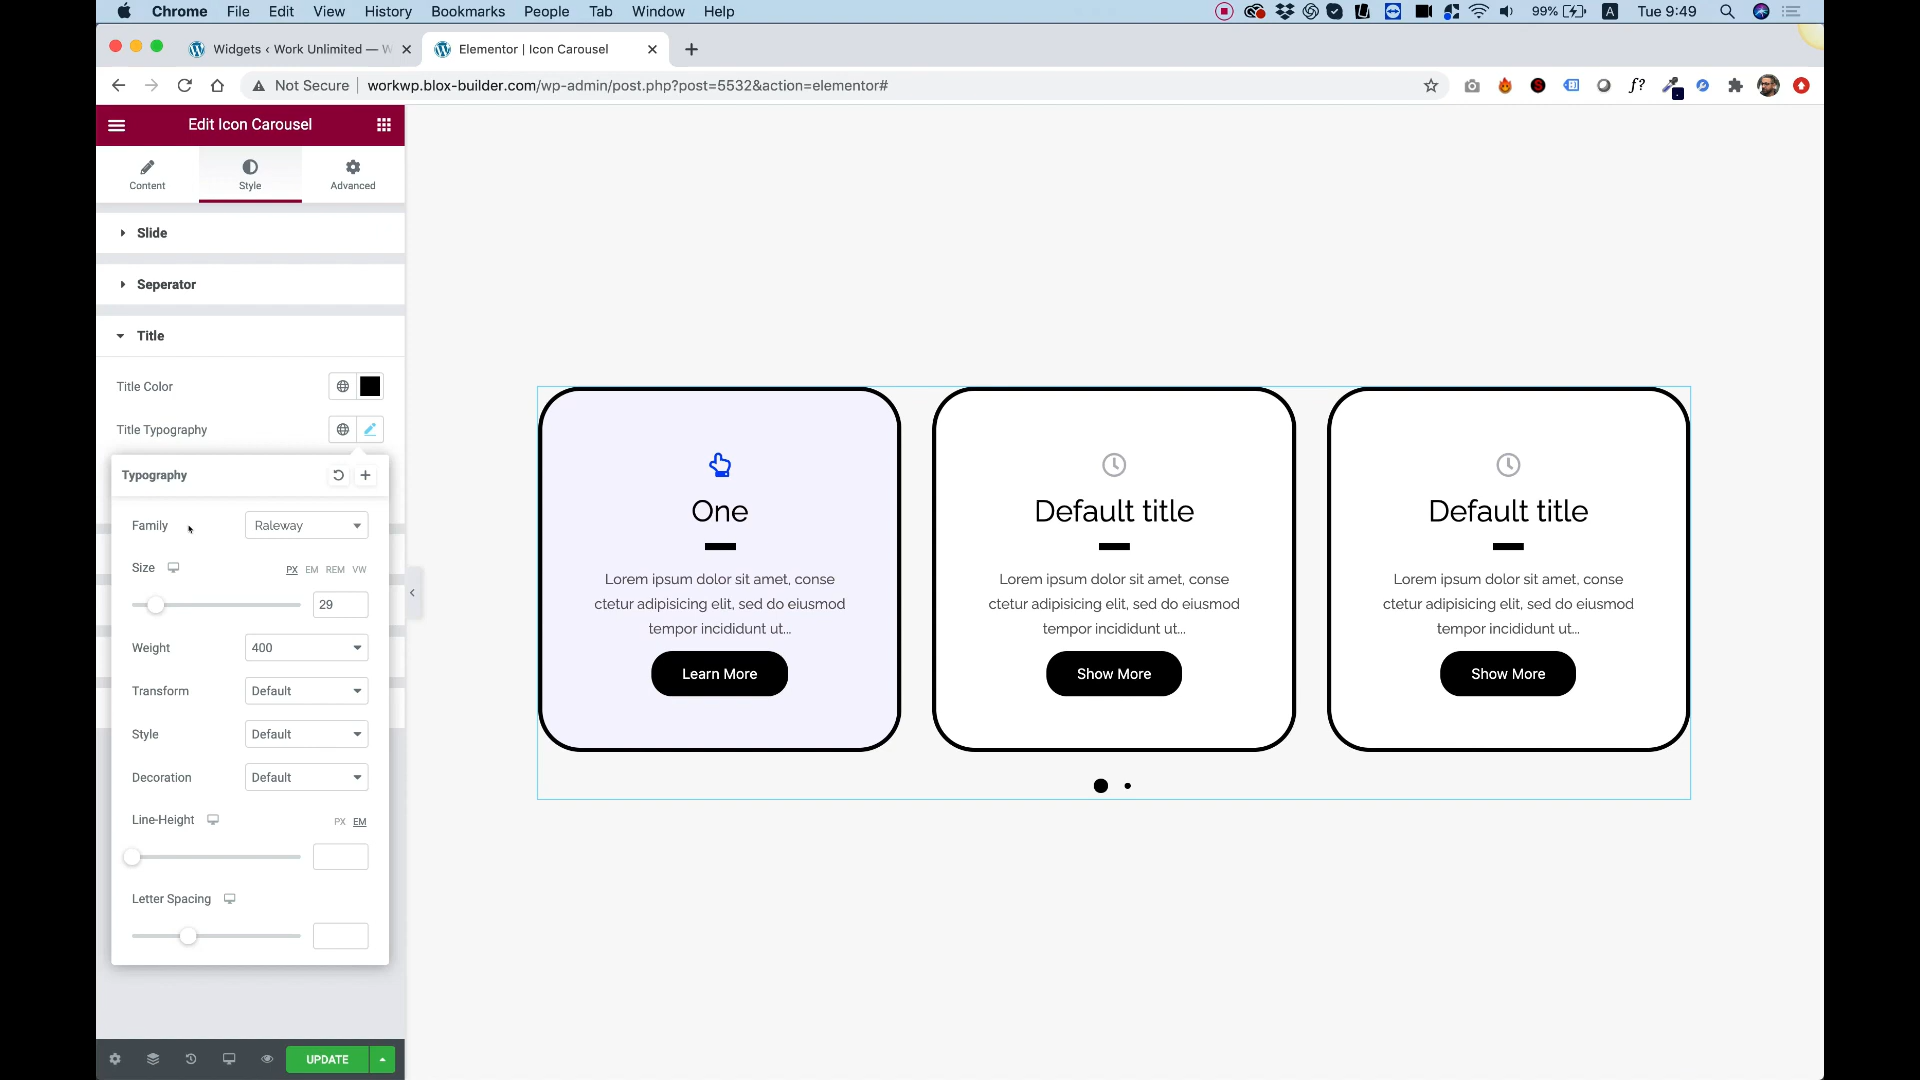 Chrome File Edit View History Bookmarks People Tab Window Help 99% A Tue 9:49
Widgets ‹ Work Unlimited — W Elementor | Icon Carousel
Not Secure workwp.blox-builder.com/wp-admin/post.php?post=5532&action=elementor# f?
Edit Icon Carousel
Content Style Advanced
Slide
Seperator
Title
Title Color
Title Typography
Typography
Family Raleway
Size PX EM REM VW
29
Weight 400
Transform Default
Style Default
Decoration Default
Line-Height PX EM
Letter Spacing
UPDATE
One
Lorem ipsum dolor sit amet, conse
ctetur adipisicing elit, sed do eiusmod
tempor incididunt ut...
Learn More
Default title
Lorem ipsum dolor sit amet, conse
ctetur adipisicing elit, sed do eiusmod
tempor incididunt ut...
Show More
Default title
Lorem ipsum dolor sit amet, conse
ctetur adipisicing elit, sed do eiusmod
tempor incididunt ut...
Show More